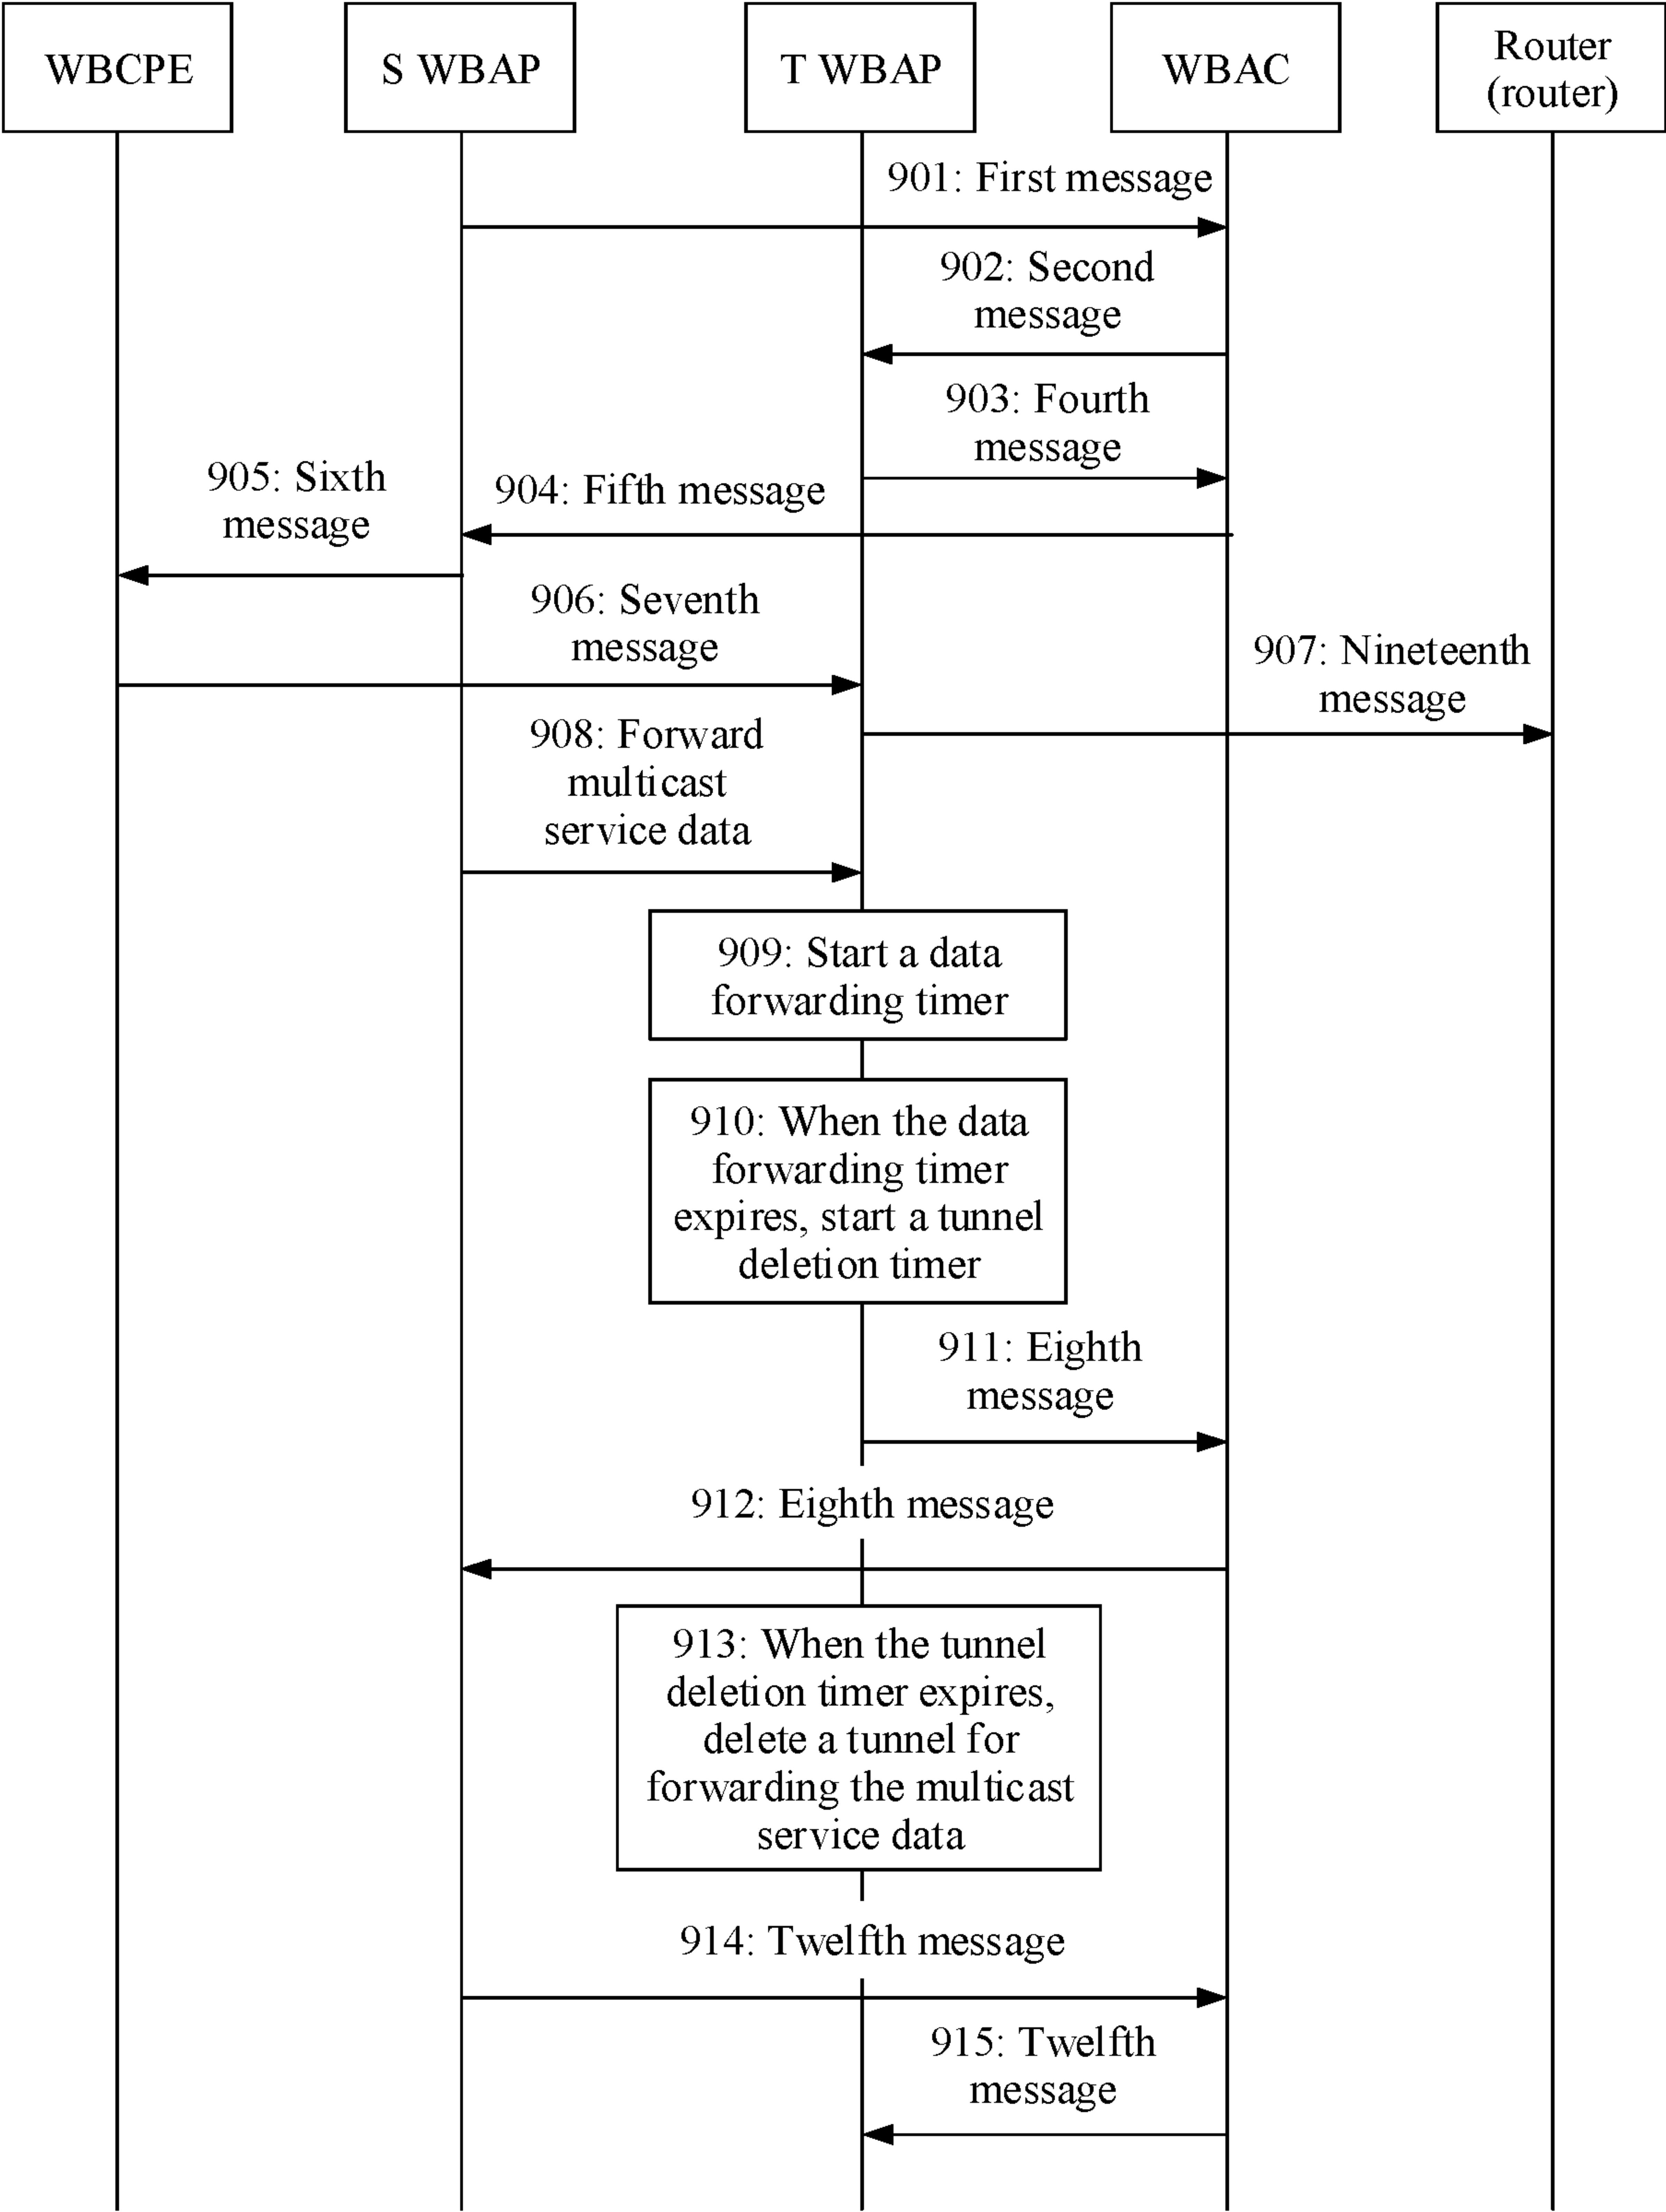 WBCPE
S WBAP
T WBAP
WBAC
Router
(router)
901: First message
902: Second
message
903: Fourth
message
904: Fifth message
905: Sixth
message
906: Seventh
message
907: Nineteenth
message
908: Forward
multicast
service data
909: Start a data
forwarding timer
910: When the data
forwarding timer
expires, start a tunnel
deletion timer
911: Eighth
message
912: Eighth message
913: When the tunnel
deletion timer expires,
delete a tunnel for
forwarding the multicast
service data
914: Twelfth message
915: Twelfth
message